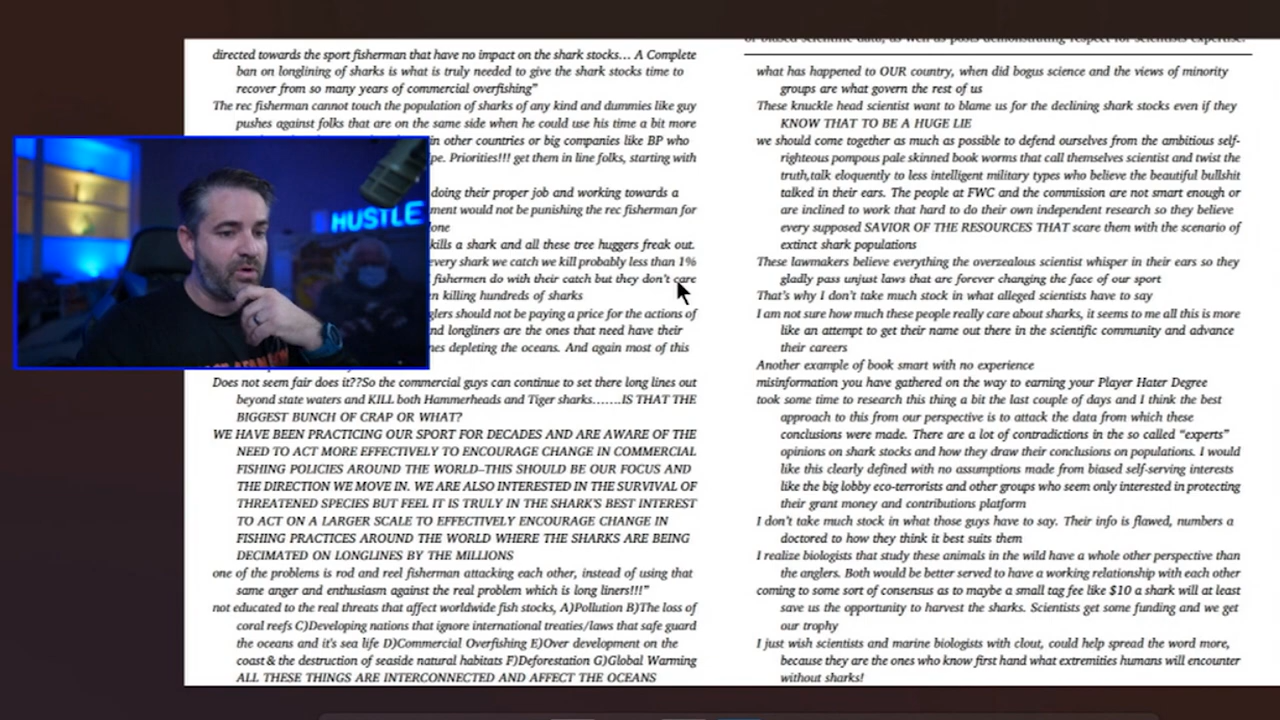 directed towards the sport fisherman that have no impact on the shark stocks… A Complete
ban on longlining of sharks is what is truly needed to give the shark stocks time to
recover from so many years of commercial overfishing”
The rec fisherman cannot touch the population of sharks of any kind and dummies like guy
pushes against folks that are on the same side when he could use his time a bit more
in other countries or big companies like BP who
pe. Priorities!!! get them in line folks, starting with
doing their proper job and working towards a
ment would not be punishing the rec fisherman for
one
kills a shark and all these tree huggers freak out.
every shark we catch we kill probably less than 1%
fishermen do with their catch but they don’t care
n killing hundreds of sharks
glers should not be paying a price for the actions of
nd longliners are the ones that need have their
nes depleting the oceans. And again most of this
Does not seem fair does it??So the commercial guys can continue to set there long lines out
beyond state waters and KILL both Hammerheads and Tiger sharks…….IS THAT THE
BIGGEST BUNCH OF CRAP OR WHAT?
WE HAVE BEEN PRACTICING OUR SPORT FOR DECADES AND ARE AWARE OF THE
NEED TO ACT MORE EFFECTIVELY TO ENCOURAGE CHANGE IN COMMERCIAL
FISHING POLICIES AROUND THE WORLD–THIS SHOULD BE OUR FOCUS AND
THE DIRECTION WE MOVE IN. WE ARE ALSO INTERESTED IN THE SURVIVAL OF
THREATENED SPECIES BUT FEEL IT IS TRULY IN THE SHARK’S BEST INTEREST
TO ACT ON A LARGER SCALE TO EFFECTIVELY ENCOURAGE CHANGE IN
FISHING PRACTICES AROUND THE WORLD WHERE THE SHARKS ARE BEING
DECIMATED ON LONGLINES BY THE MILLIONS
one of the problems is rod and reel fisherman attacking each other, instead of using that
same anger and enthusiasm against the real problem which is long liners!!!”
not educated to the real threats that affect worldwide fish stocks, A)Pollution B)The loss of
coral reefs C)Developing nations that ignore international treaties/laws that safe guard
the oceans and it’s sea life D)Commercial Overfishing E)Over development on the
coast & the destruction of seaside natural habitats F)Deforestation G)Global Warming
ALL THESE THINGS ARE INTERCONNECTED AND AFFECT THE OCEANS
HUSTLE
of biased scientific data, as well as posts demonstrating respect for scientists expertise.
what has happened to OUR country, when did bogus science and the views of minority
groups are what govern the rest of us
These knuckle head scientist want to blame us for the declining shark stocks even if they
KNOW THAT TO BE A HUGE LIE
we should come together as much as possible to defend ourselves from the ambitious self-
righteous pompous pale skinned book worms that call themselves scientist and twist the
truth,talk eloquently to less intelligent military types who believe the beautiful bullshit
talked in their ears. The people at FWC and the commission are not smart enough or
are inclined to work that hard to do their own independent research so they believe
every supposed SAVIOR OF THE RESOURCES THAT scare them with the scenario of
extinct shark populations
These lawmakers believe everything the overzealous scientist whisper in their ears so they
gladly pass unjust laws that are forever changing the face of our sport
That’s why I don’t take much stock in what alleged scientists have to say
I am not sure how much these people really care about sharks, it seems to me all this is more
like an attempt to get their name out there in the scientific community and advance
their careers
Another example of book smart with no experience
misinformation you have gathered on the way to earning your Player Hater Degree
took some time to research this thing a bit the last couple of days and I think the best
approach to this from our perspective is to attack the data from which these
conclusions were made. There are a lot of contradictions in the so called “experts”
opinions on shark stocks and how they draw their conclusions on populations. I would
like this clearly defined with no assumptions made from biased self-serving interests
like the big lobby eco-terrorists and other groups who seem only interested in protecting
their grant money and contributions platform
I don’t take much stock in what those guys have to say. Their info is flawed, numbers a
doctored to how they think it best suits them
I realize biologists that study these animals in the wild have a whole other perspective than
the anglers. Both would be better served to have a working relationship with each other
coming to some sort of consensus as to maybe a small tag fee like $10 a shark will at least
save us the opportunity to harvest the sharks. Scientists get some funding and we get
our trophy
I just wish scientists and marine biologists with clout, could help spread the word more,
because they are the ones who know first hand what extremities humans will encounter
without sharks!